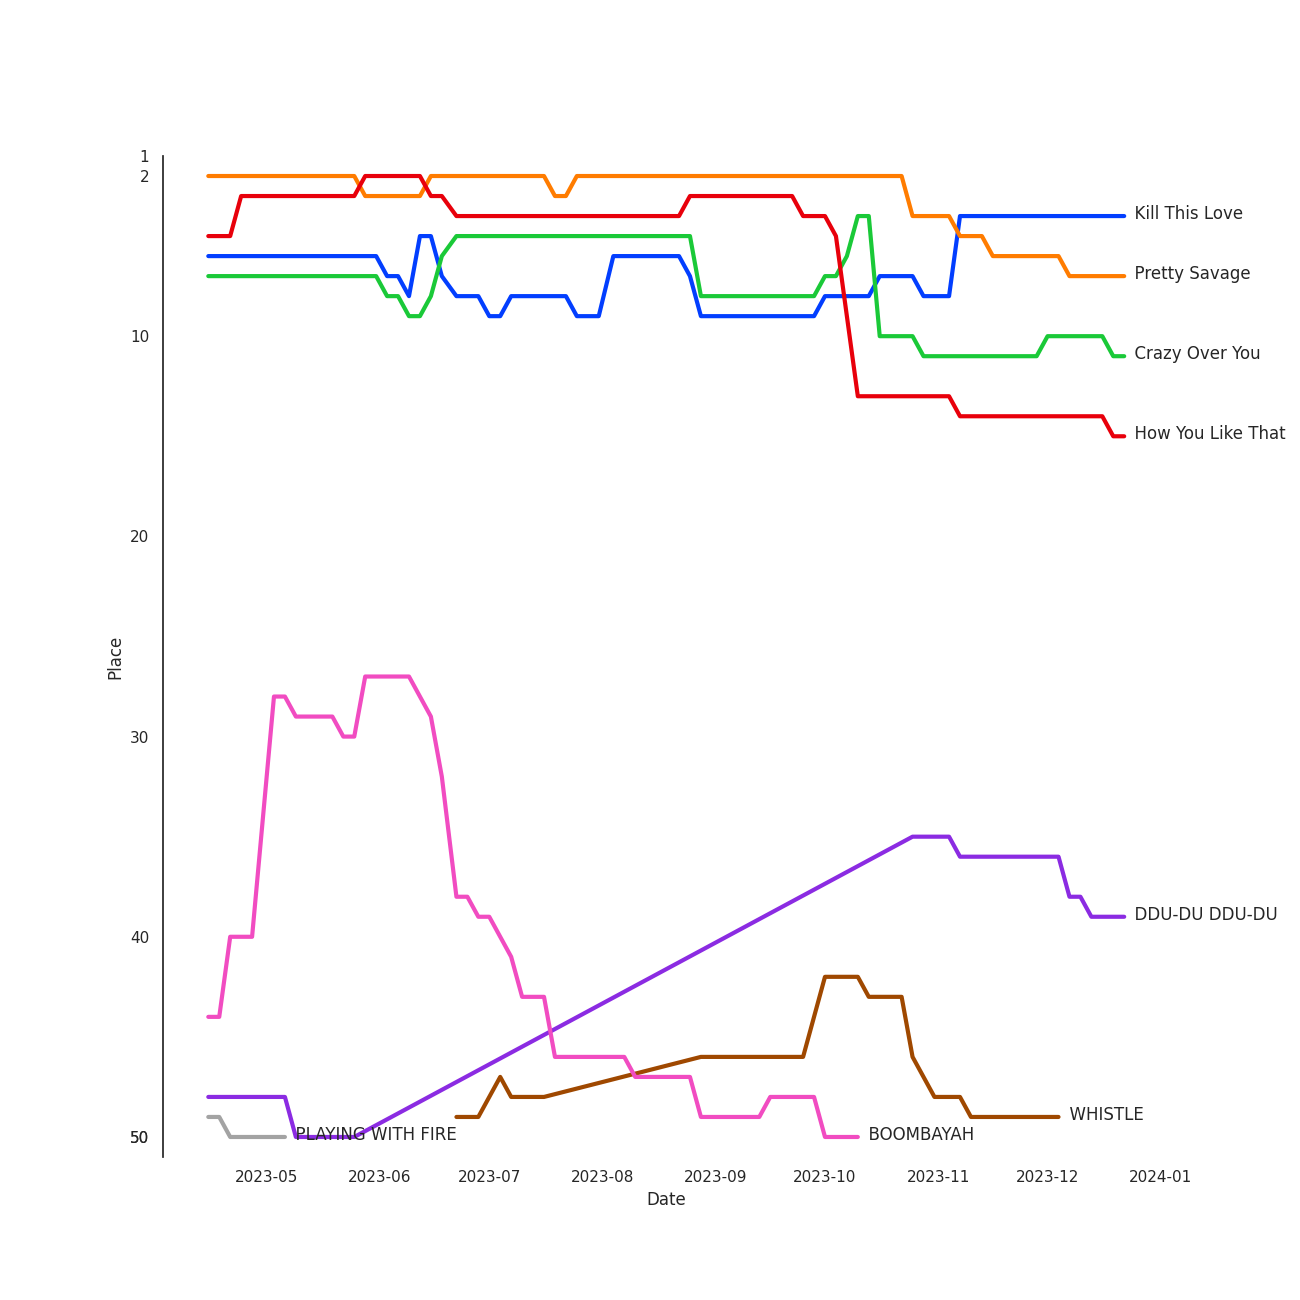 1
2
10
20
30
40
50
Place
Kill This Love
Pretty Savage
Crazy Over You
How You Like That
DDU-DU DDU-DU
WHISTLE
PLAYING WITH FIRE
BOOMBAYAH
2023-05 2023-06 2023-07 2023-08 2023-09 2023-10 2023-11 2023-12 2024-01
Date